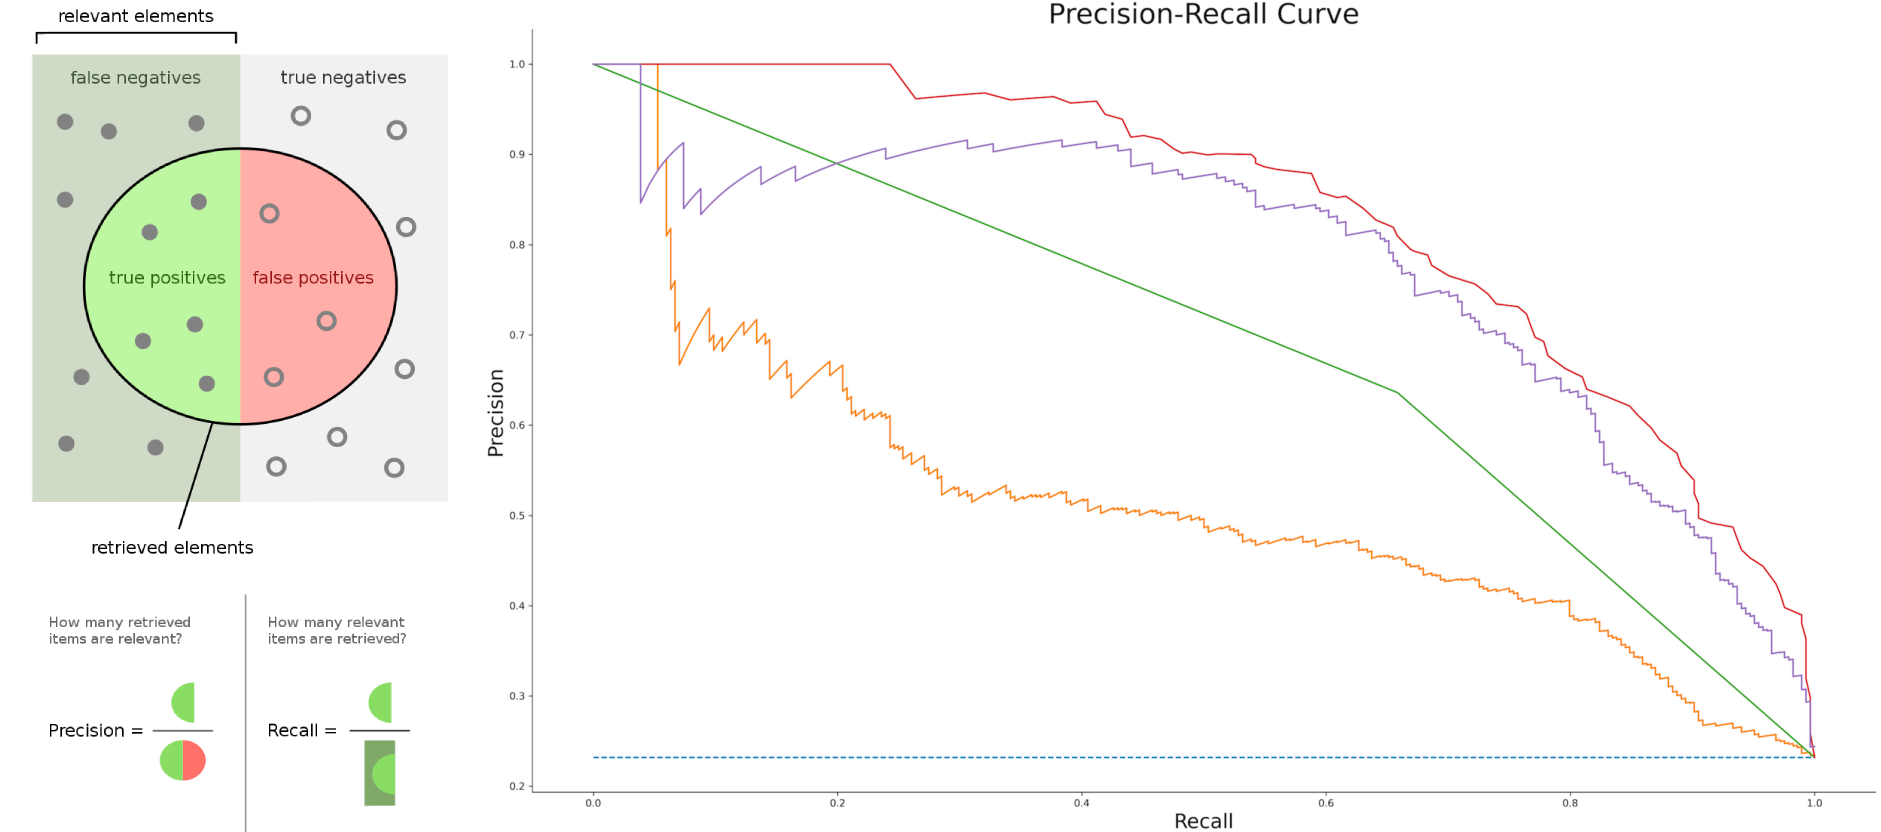 relevant elements
false negatives
true negatives
true positives
false positives
retrieved elements
How many retrieved
items are relevant?
How many relevant
items are retrieved?
Precision =
Recall =
Precision-Recall Curve
Precision
1.0
0.9
0.8
0.7
0.6
0.5
0.4
0.3
0.2
0.0
0.2
0.4
0.6
0.8
1.0
Recall